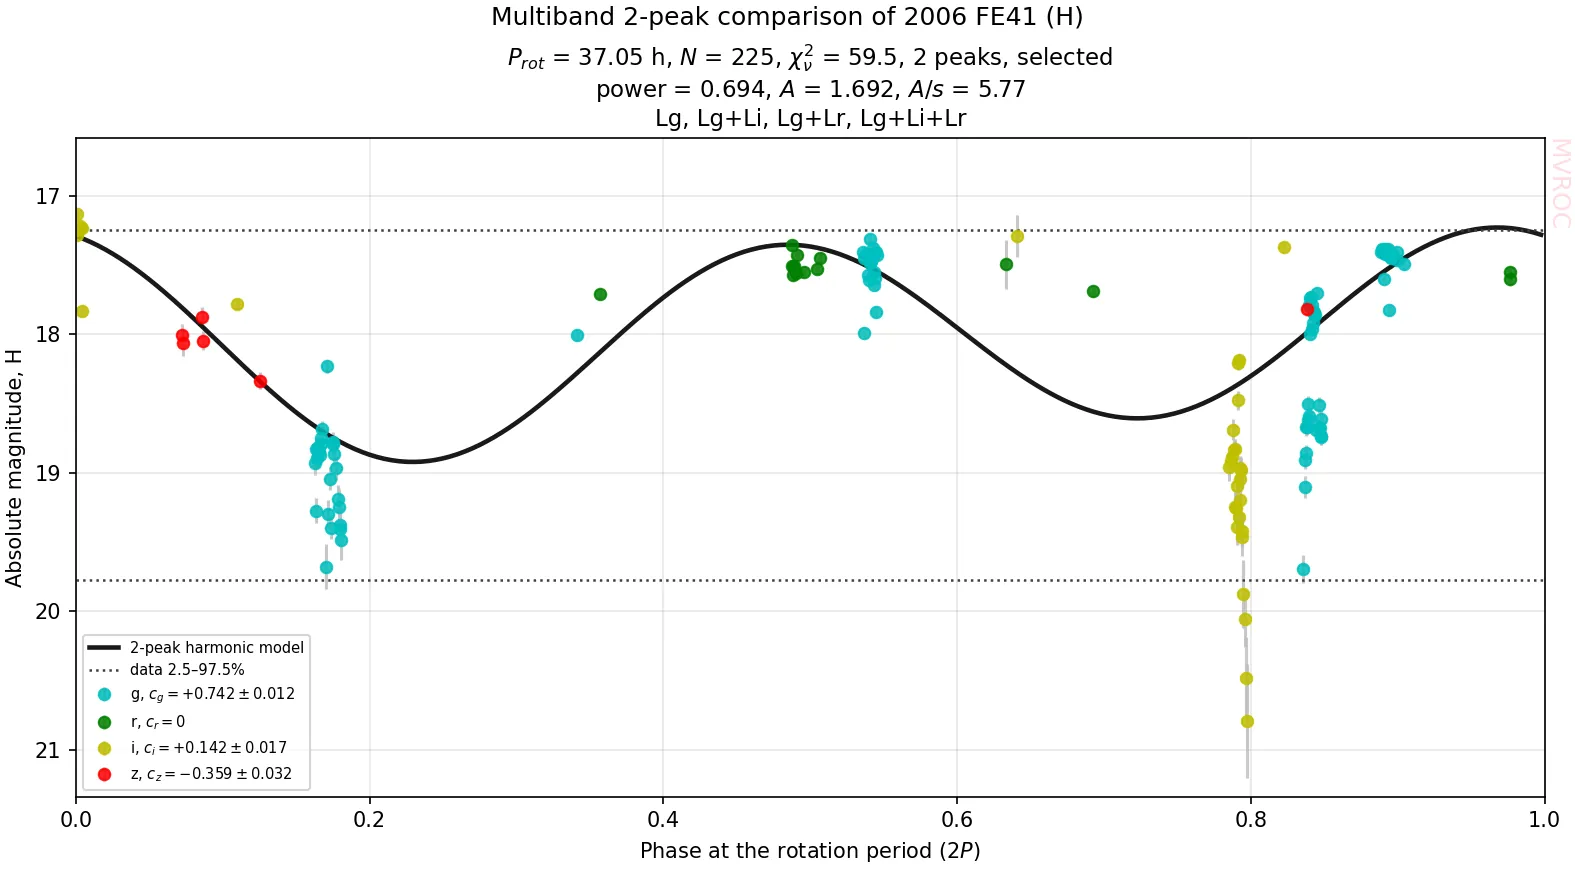 Multiband 2-peak comparison of 2006 FE41 (H)
P_rot = 37.05 h, N = 225, χ²_ν = 59.5, 2 peaks, selected
power = 0.694, A = 1.692, A/s = 5.77
Lg, Lg+Li, Lg+Lr, Lg+Li+Lr
MVROC
Absolute magnitude, H
17
18
19
20
21
2-peak harmonic model
data 2.5–97.5%
g, c_g = +0.742 ± 0.012
r, c_r = 0
i, c_i = +0.142 ± 0.017
z, c_z = −0.359 ± 0.032
0.0 0.2 0.4 0.6 0.8 1.0
Phase at the rotation period (2P)